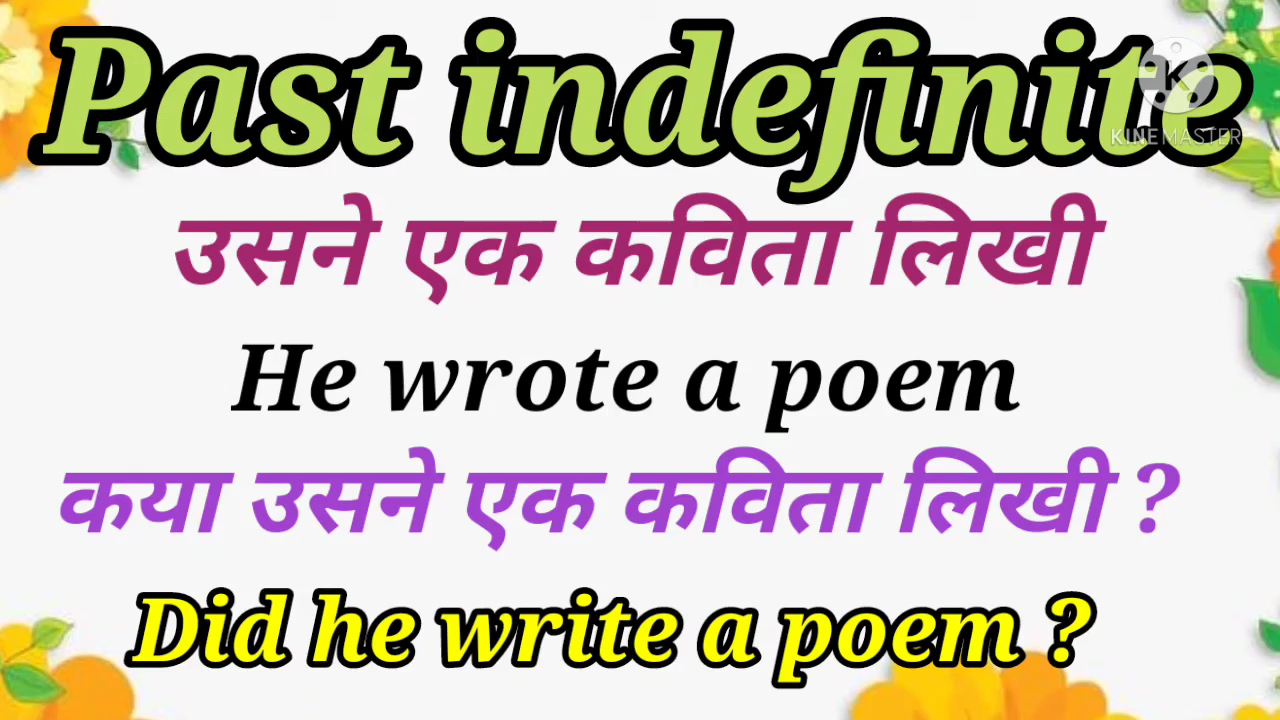 Past indefinite
KINEMASTER
उसने एक कविता लिखी
He wrote a poem
कया उसने एक कविता लिखी ?
Did he write a poem ?